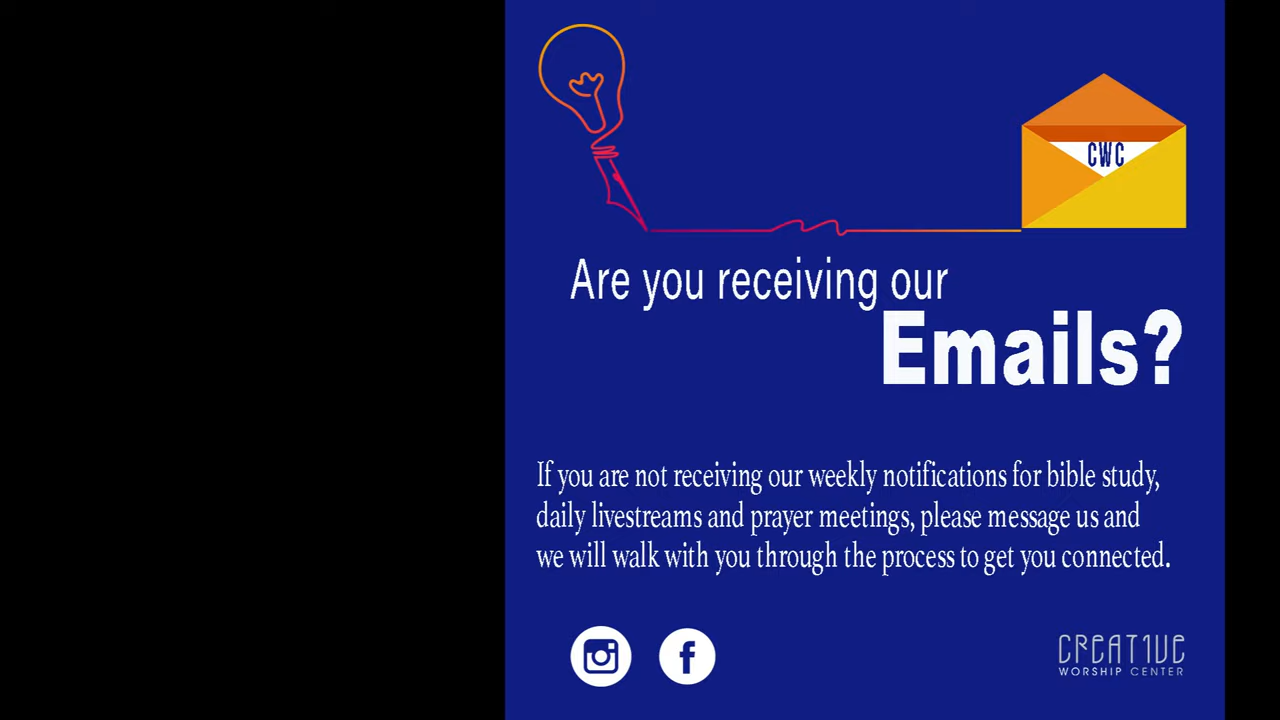 CWC
Are you receiving our
Emails?
If you are not receiving our weekly notifications for bible study,
daily livestreams and prayer meetings, please message us and
we will walk with you through the process to get you connected.
CREAT1VE
WORSHIP CENTER